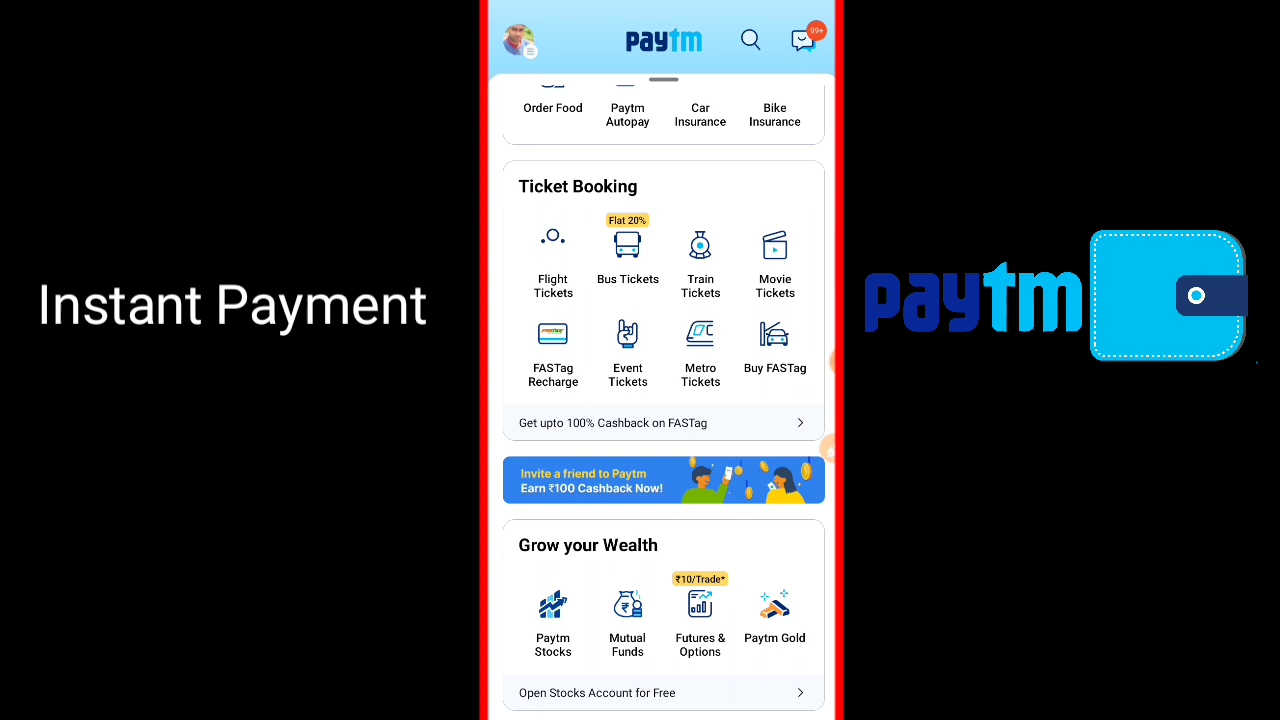 Instant Payment
paytm
99+
Order Food
Paytm
Autopay
Car
Insurance
Bike
Insurance
Ticket Booking
Flat 20%
Flight
Tickets
Bus Tickets
Train
Tickets
Movie
Tickets
FASTag
Recharge
Event
Tickets
Metro
Tickets
Buy FASTag
Get upto 100% Cashback on FASTag
Invite a friend to Paytm
Earn ₹100 Cashback Now!
Grow your Wealth
₹10/Trade*
Paytm
Stocks
Mutual
Funds
Futures &
Options
Paytm Gold
Open Stocks Account for Free
paytm